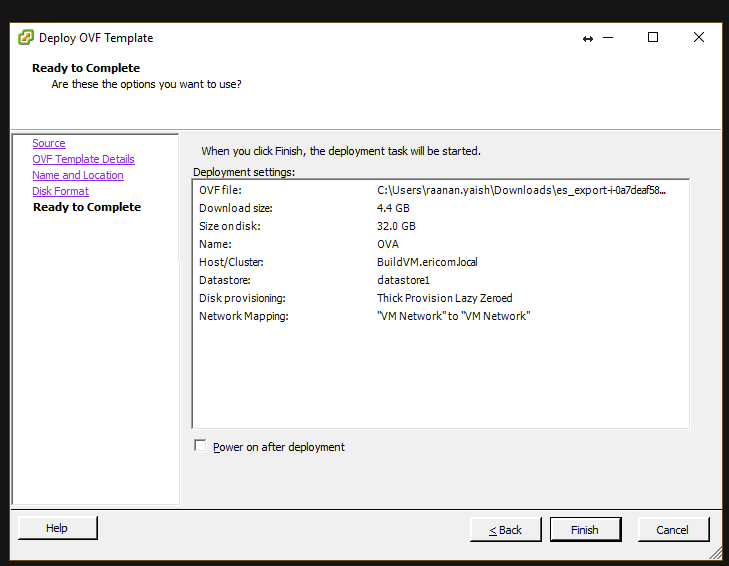 Deploy OVF Template
Ready to Complete
Are these the options you want to use?
Source
OVF Template Details
Name and Location
Disk Format
Ready to Complete
When you click Finish, the deployment task will be started.
Deployment settings:
OVF file: C:\Users\raanan.yaish\Downloads\es_export-i-0a7deaf58...
Download size: 4.4 GB
Size on disk: 32.0 GB
Name: OVA
Host/Cluster: BuildVM.ericom.local
Datastore: datastore1
Disk provisioning: Thick Provision Lazy Zeroed
Network Mapping: "VM Network" to "VM Network"
Power on after deployment
Help
< Back
Finish
Cancel